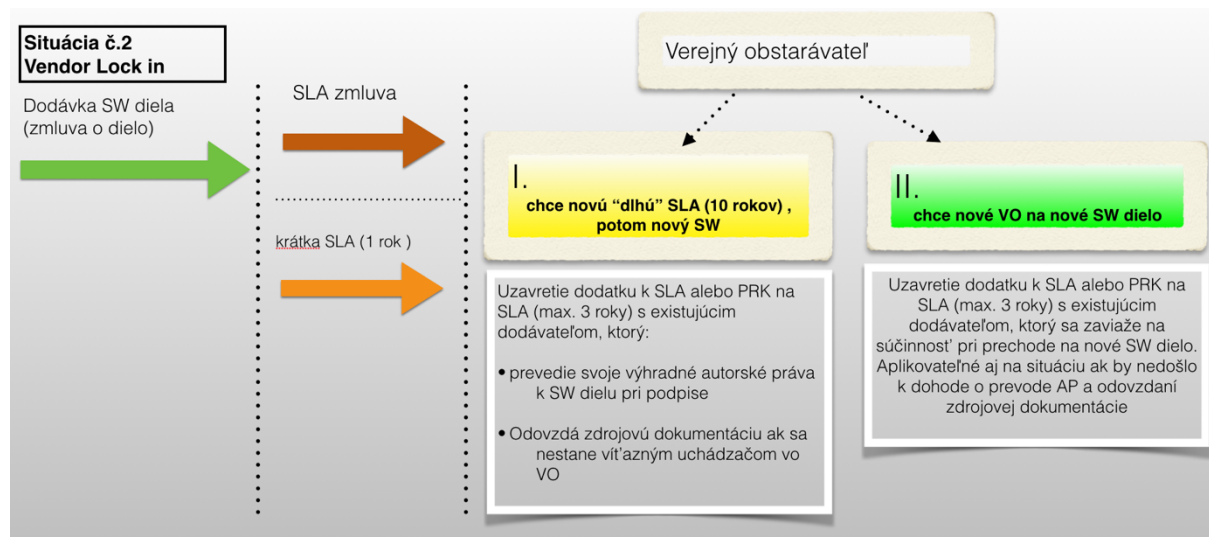 Situácia č.2
Vendor Lock in
Dodávka SW diela
(zmluva o dielo)
SLA zmluva
krátka SLA (1 rok )
Verejný obstarávateľ
I.
chce novú “dlhú” SLA (10 rokov) ,
potom nový SW
Uzavretie dodatku k SLA alebo PRK na
SLA (max. 3 roky) s existujúcim
dodávateľom, ktorý:
• prevedie svoje výhradné autorské práva
k SW dielu pri podpise
• Odovzdá zdrojovú dokumentáciu ak sa
nestane víťazným uchádzačom vo
VO
II.
chce nové VO na nové SW dielo
Uzavretie dodatku k SLA alebo PRK na
SLA (max. 3 roky) s existujúcim
dodávateľom, ktorý sa zaviaže na
súčinnosť pri prechode na nové SW dielo.
Aplikovateľné aj na situáciu ak by nedošlo
k dohode o prevode AP a odovzdaní
zdrojovej dokumentácie